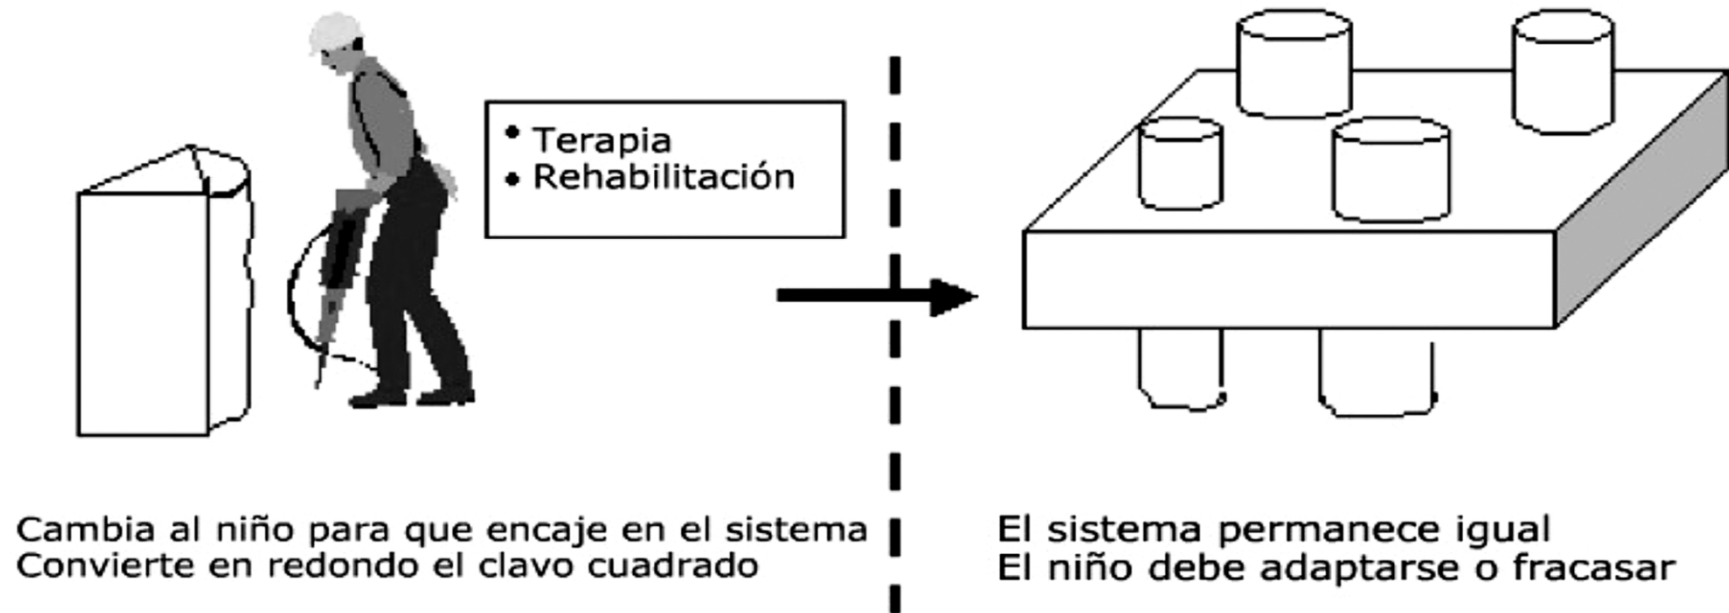 • Terapia
• Rehabilitación
Cambia al niño para que encaje en el sistema
Convierte en redondo el clavo cuadrado
El sistema permanece igual
El niño debe adaptarse o fracasar